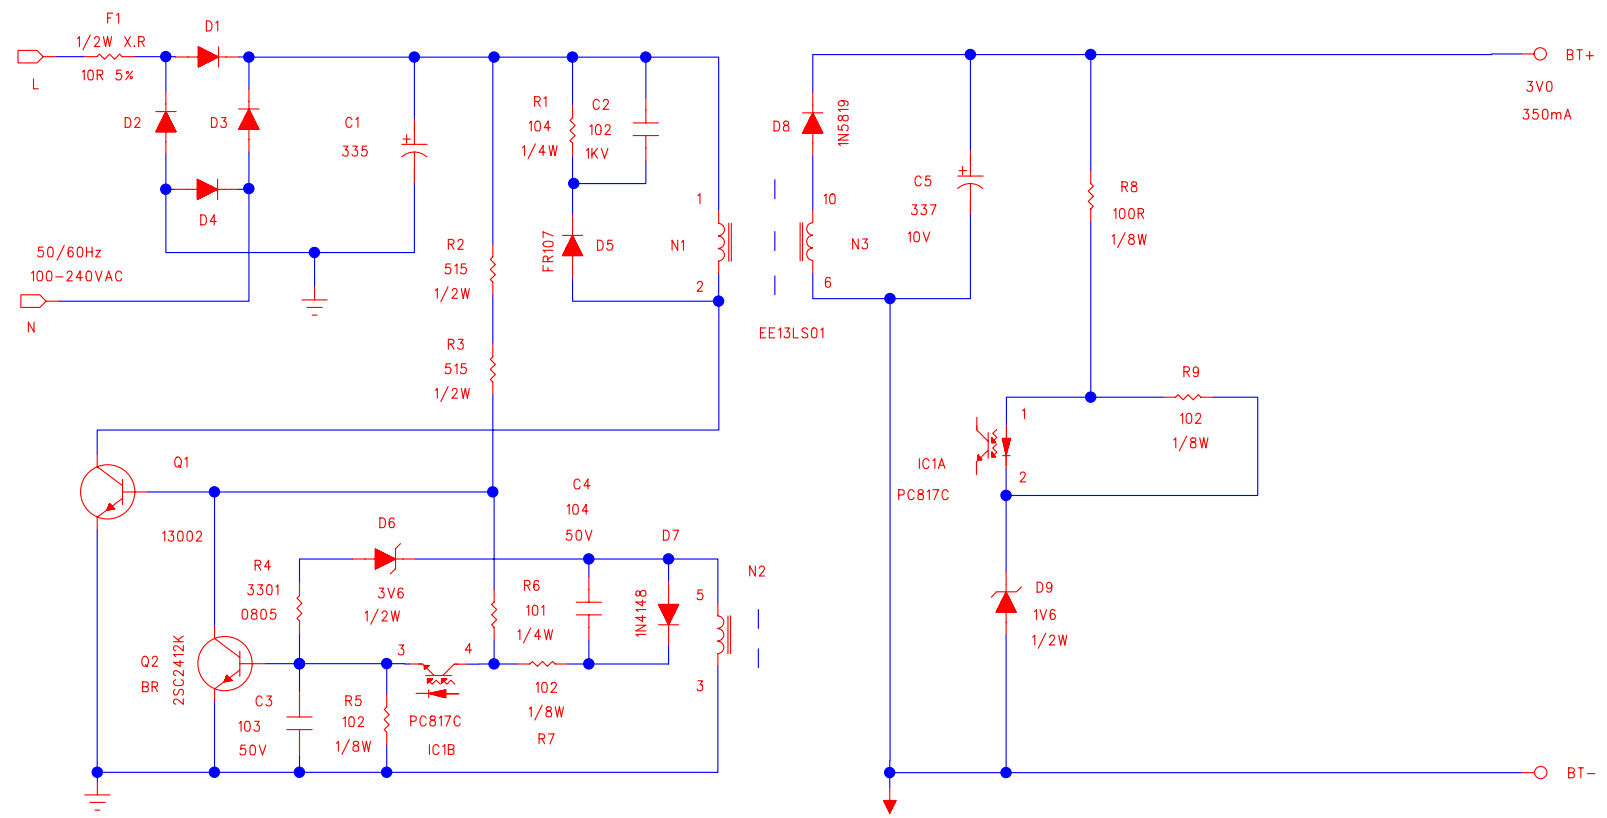 F1
1/2W X.R
10R 5%
L
D1
D2
D3
D4
C1
335
50/60Hz
100-240VAC
N
R1
104
1/4W
C2
102
1KV
R2
515
1/2W
R3
515
1/2W
FR107
D5
N1
1
2
EE13LS01
D8
1N5819
10
N3
6
C5
337
10V
R8
100R
1/8W
BT+
3V0
350mA
R9
102
1/8W
1
IC1A
2
PC817C
D9
1V6
1/2W
BT-
Q1
13002
D6
3V6
1/2W
R4
3301
0805
C4
104
50V
D7
1N4148
R6
101
1/4W
N2
5
3
Q2
BR
2SC2412K
C3
103
50V
R5
102
1/8W
3
4
PC817C
IC1B
102
1/8W
R7